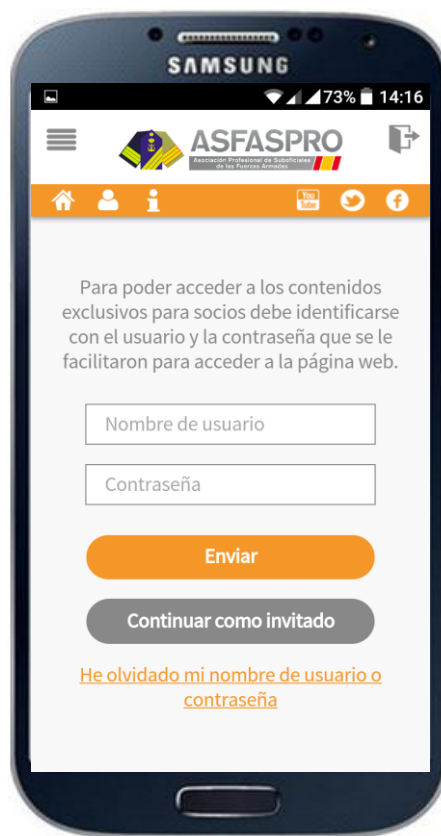 SAMSUNG
73% 14:16
ASFASPRO
Asociación Profesional de Suboficiales
de las Fuerzas Armadas
You
Tube
Para poder acceder a los contenidos
exclusivos para socios debe identificarse
con el usuario y la contraseña que se le
facilitaron para acceder a la página web.
Nombre de usuario
Contraseña
Enviar
Continuar como invitado
He olvidado mi nombre de usuario o
contraseña